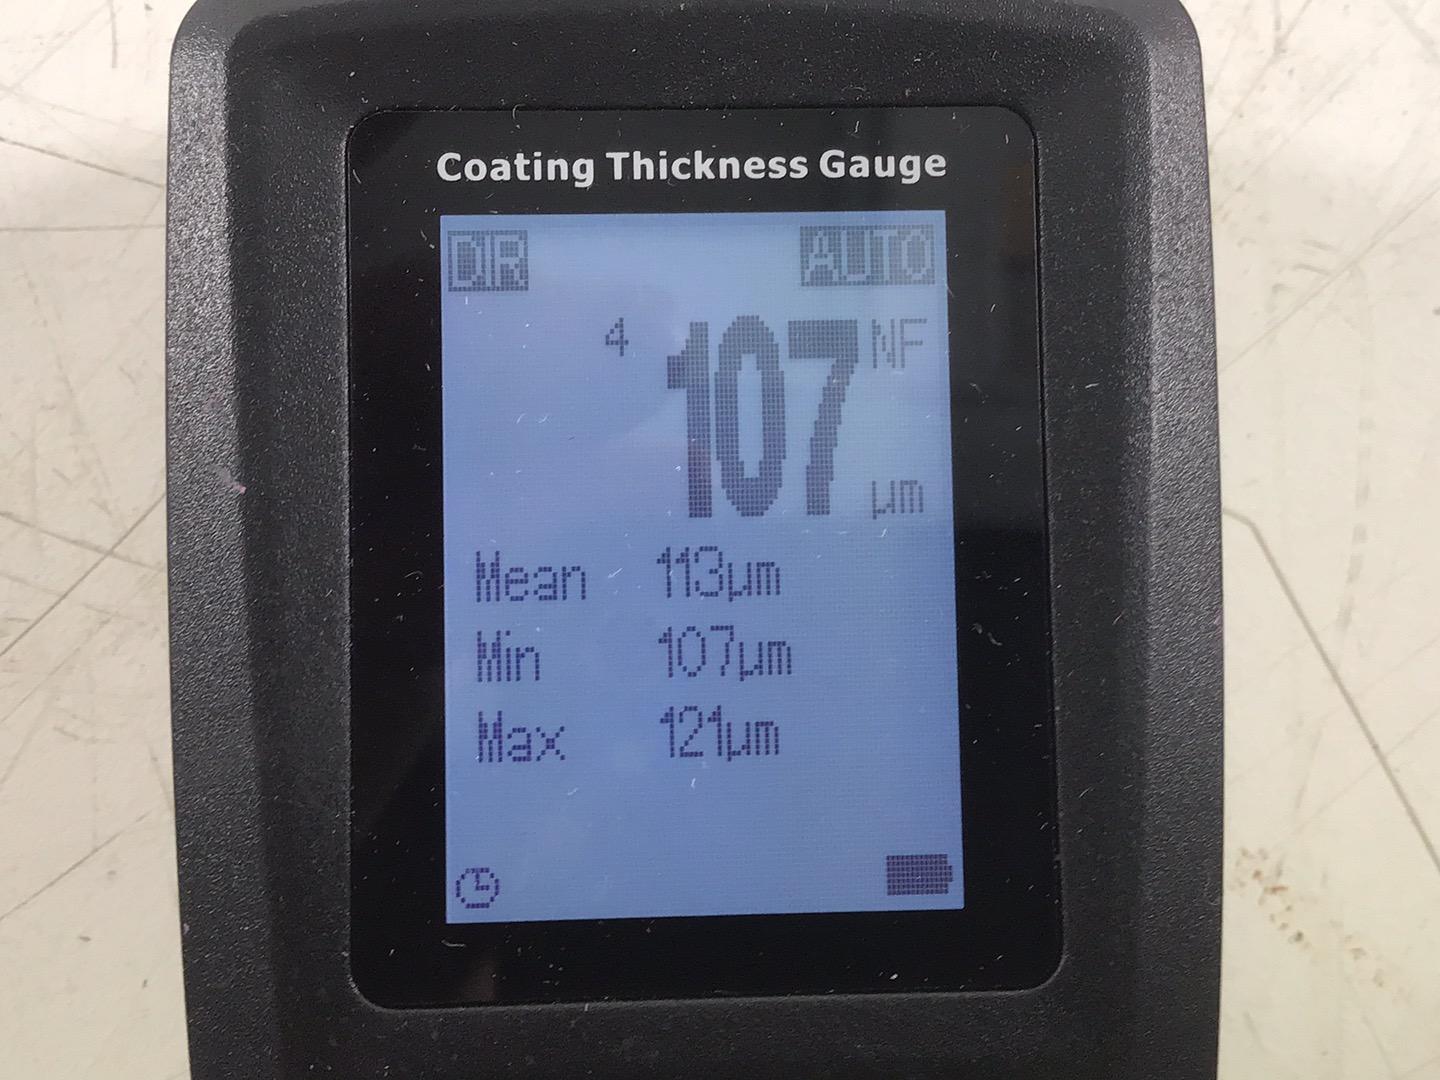 Coating Thickness Gauge
DIR AUTO
4 107 NF
µm
Mean 113µm
Min 107µm
Max 121µm